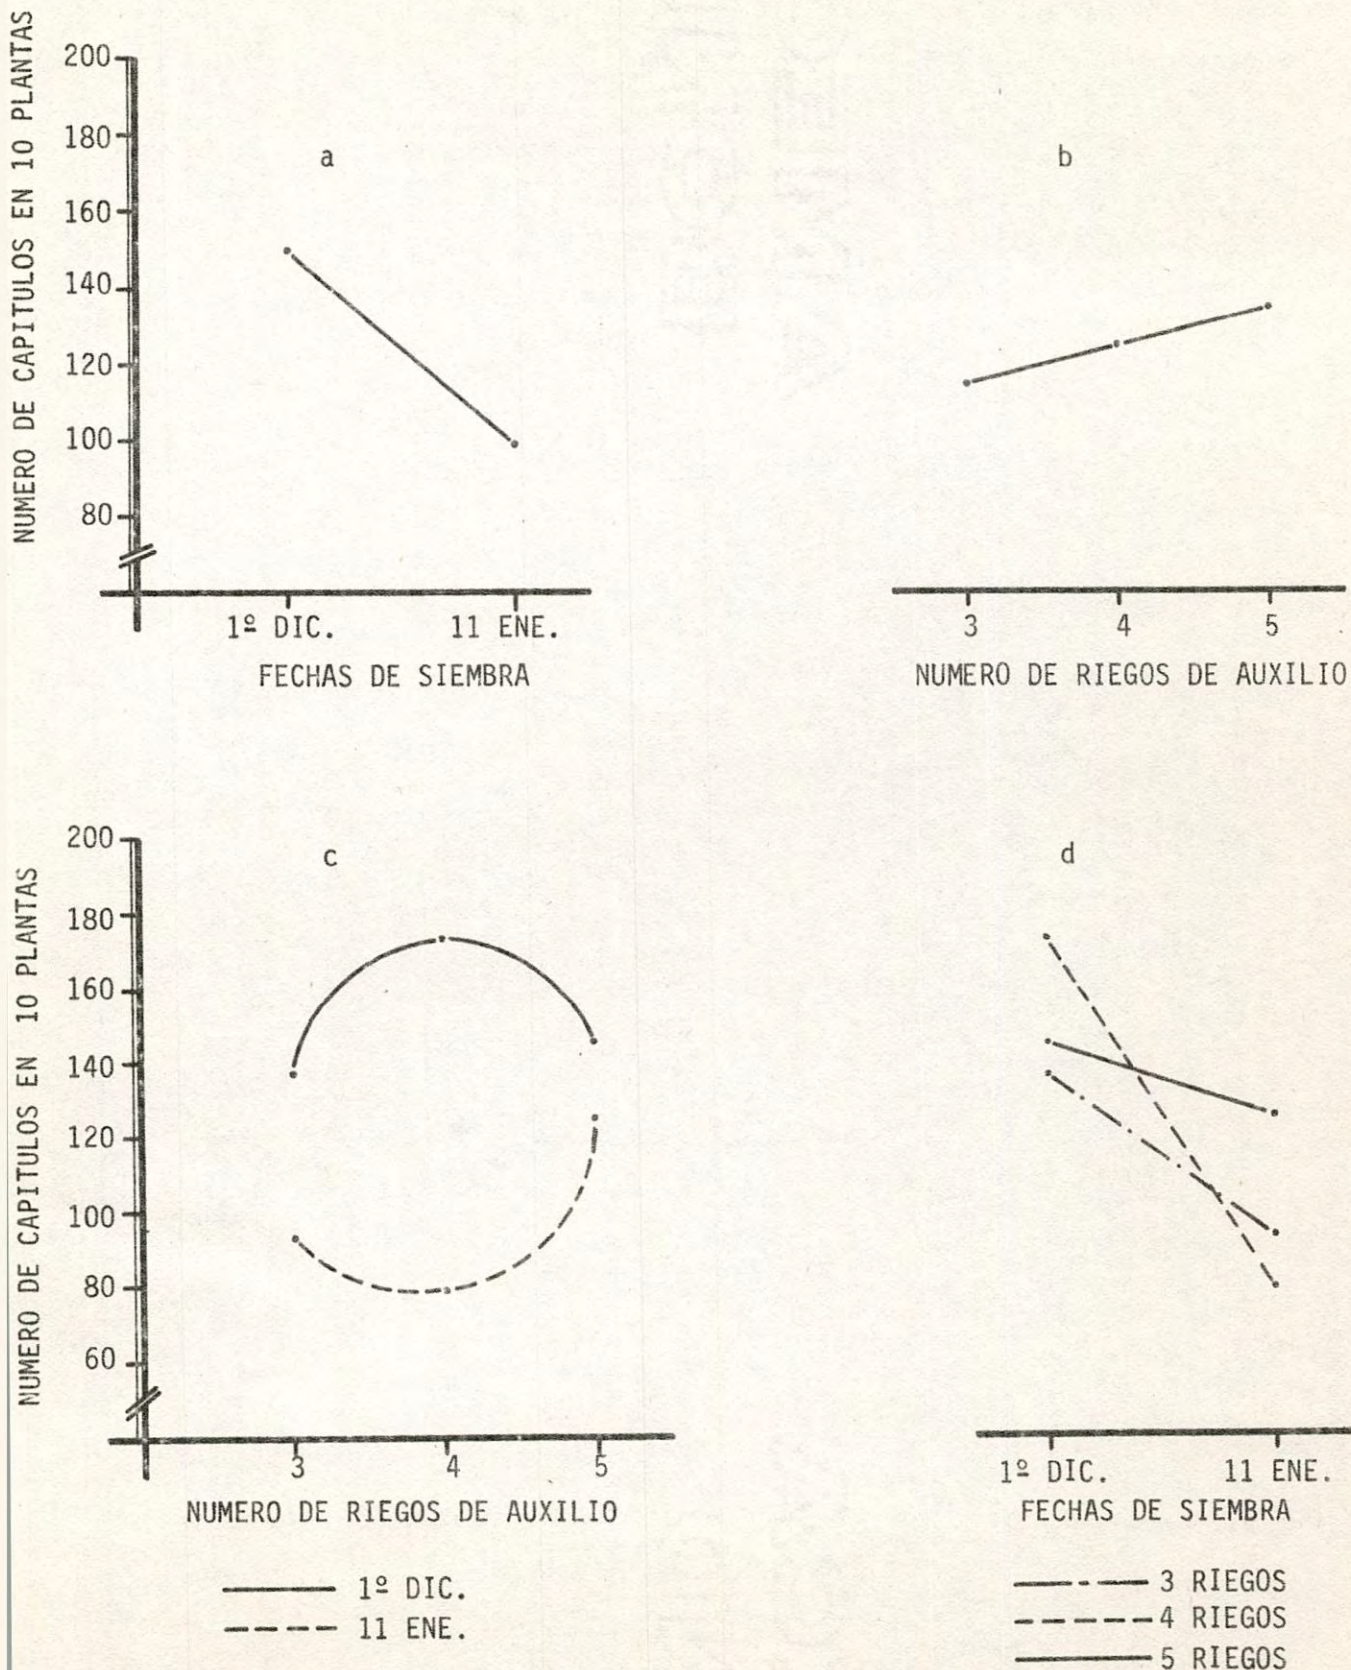 NUMERO DE CAPITULOS EN 10 PLANTAS
200
180
160
140
120
100
80
a
1º DIC.
11 ENE.
FECHAS DE SIEMBRA
b
3
4
5
NUMERO DE RIEGOS DE AUXILIO
NUMERO DE CAPITULOS EN 10 PLANTAS
200
180
160
140
120
100
80
60
c
3
4
5
NUMERO DE RIEGOS DE AUXILIO
1º DIC.
11 ENE.
d
1º DIC.
11 ENE.
FECHAS DE SIEMBRA
3 RIEGOS
4 RIEGOS
5 RIEGOS